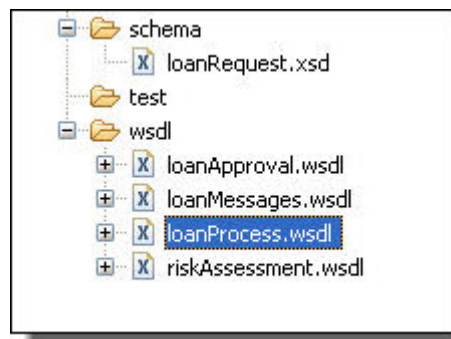 schema
loanRequest.xsd
test
wsdl
loanApproval.wsdl
loanMessages.wsdl
loanProcess.wsdl
riskAssessment.wsdl